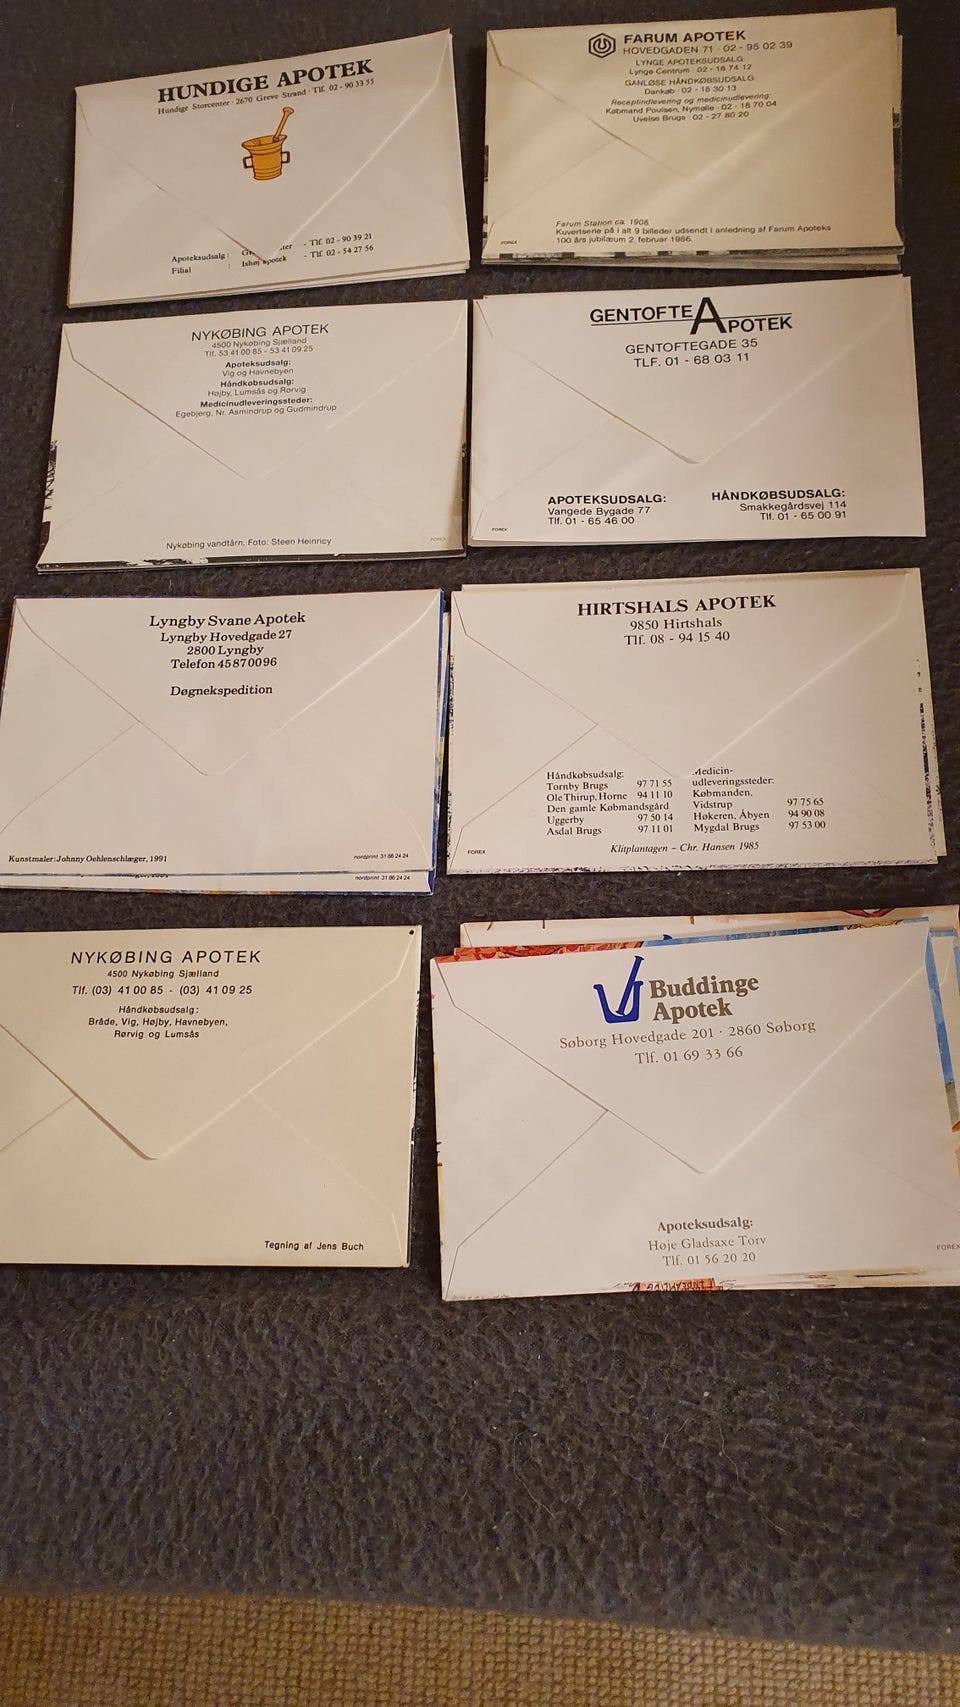 HUNDIGE APOTEK
Hundige Storcenter · 2670 Greve Strand · Tlf. 02 - 90 33 55
Apoteksudsalg : ter - Tlf. 02 - 90 39 21
Filial : Ishøj apotek - Tlf. 02 - 54 27 56
FARUM APOTEK
HOVEDGADEN 71 · 02 - 95 02 39
LYNGE APOTEKSUDSALG:
Lynge Centrum · 02 - 18 74 12
GANLØSE HÅNDKØBSUDSALG:
Dankøb · 02 - 18 30 13
Receptindlevering og medicinudlevering:
Købmand Poulsen, Nymølle · 02 - 18 70 04
Uvelse Brugs · 02 - 27 80 20
Farum Station ca. 1906.
Kuvertserie på i alt 9 billeder udsendt i anledning af Farum Apoteks
100 års jubilæum 2. februar 1986.
FOREX
NYKØBING APOTEK
4500 Nykøbing Sjælland
Tlf. 53 41 00 85 - 53 41 09 25
Apoteksudsalg:
Vig og Havnebyen
Håndkøbsudsalg:
Højby, Lumsås og Rørvig
Medicinudleveringssteder:
Egebjerg, Nr. Asmindrup og Gudmindrup
Nykøbing vandtårn. Foto: Steen Heinricy
FOREX
GENTOFTE APOTEK
GENTOFTEGADE 35
TLF. 01 - 68 03 11
APOTEKSUDSALG:
Vangede Bygade 77
Tlf. 01 - 65 46 00
HÅNDKØBSUDSALG:
Smakkegårdsvej 114
Tlf. 01 - 65 00 91
FOREX
Lyngby Svane Apotek
Lyngby Hovedgade 27
2800 Lyngby
Telefon 45870096
Døgnekspedition
Kunstmaler: Johnny Oehlenschlæger, 1991
nordprint 31 86 24 24
nordprint 31 86 24 24
HIRTSHALS APOTEK
9850 Hirtshals
Tlf. 08 - 94 15 40
Håndkøbsudsalg:
Tornby Brugs 97 71 55
Ole Thirup, Horne 94 11 10
Den gamle Købmandsgård
Uggerby 97 50 14
Asdal Brugs 97 11 01
Medicin-
udleveringssteder:
Købmanden,
Vidstrup 97 75 65
Høkeren, Åbyen 94 90 08
Mygdal Brugs 97 53 00
Klitplantagen – Chr. Hansen 1985
FOREX
NYKØBING APOTEK
4500 Nykøbing Sjælland
Tlf. (03) 41 00 85 - (03) 41 09 25
Håndkøbsudsalg:
Bråde, Vig, Højby, Havnebyen,
Rørvig og Lumsås
Tegning af Jens Buch
Buddinge
Apotek
Søborg Hovedgade 201 · 2860 Søborg
Tlf. 01 69 33 66
Apoteksudsalg:
Høje Gladsaxe Torv
Tlf. 01 56 20 20
FOREX